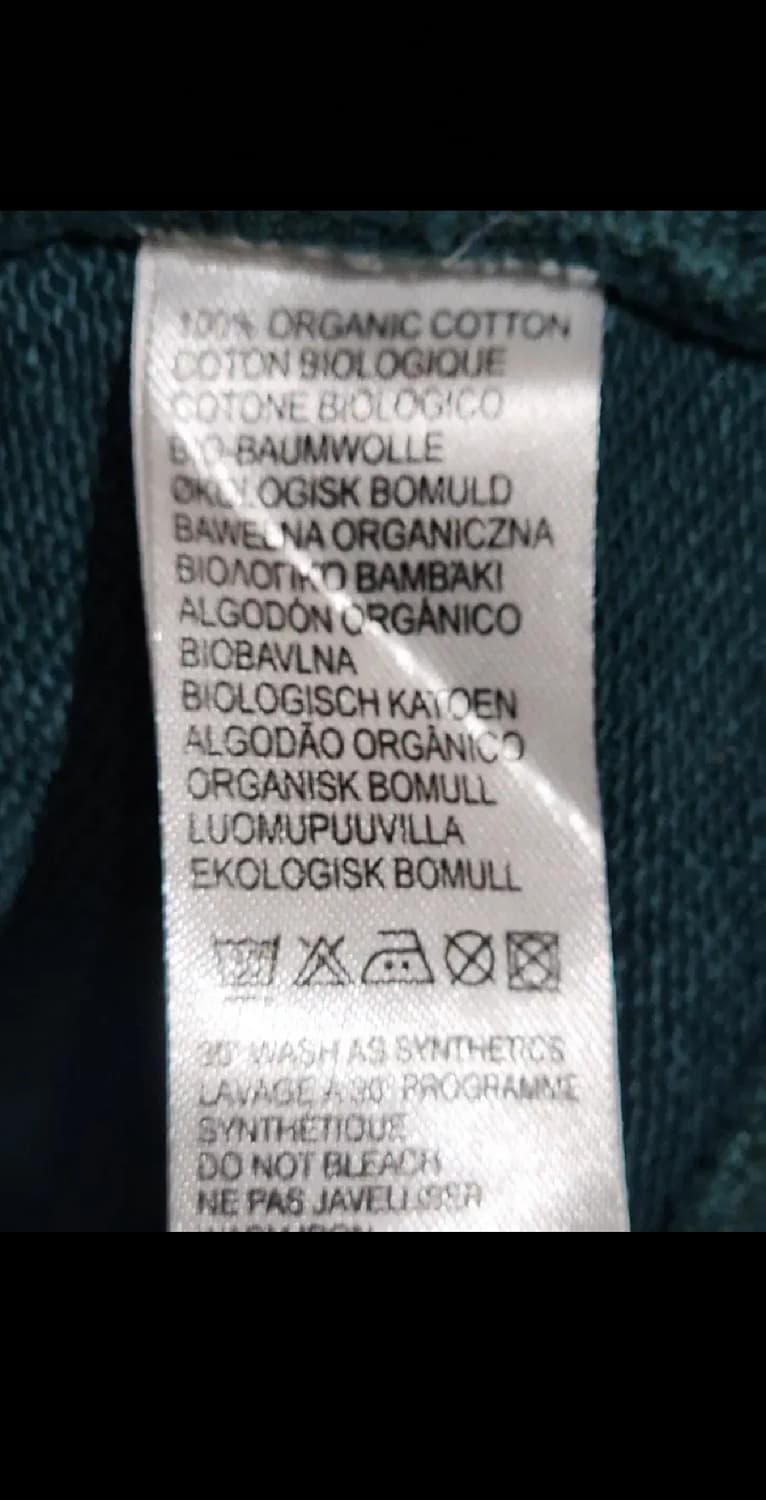 100% ORGANIC COTTON
COTON BIOLOGIQUE
COTONE BIOLOGICO
BIO-BAUMWOLLE
ØKOLOGISK BOMULD
BAWEŁNA ORGANICZNA
ΒΙΟΛΟΓΙΚΌ ΒΑΜΒΆΚΙ
ALGODÓN ORGÁNICO
BIOBAVLNA
BIOLOGISCH KATOEN
ALGODÃO ORGÂNICO
ORGANISK BOMULL
LUOMUPUUVILLA
EKOLOGISK BOMULL
30° WASH AS SYNTHETICS
LAVAGE A 30° PROGRAMME
SYNTHÉTIQUE
DO NOT BLEACH
NE PAS JAVELLISER